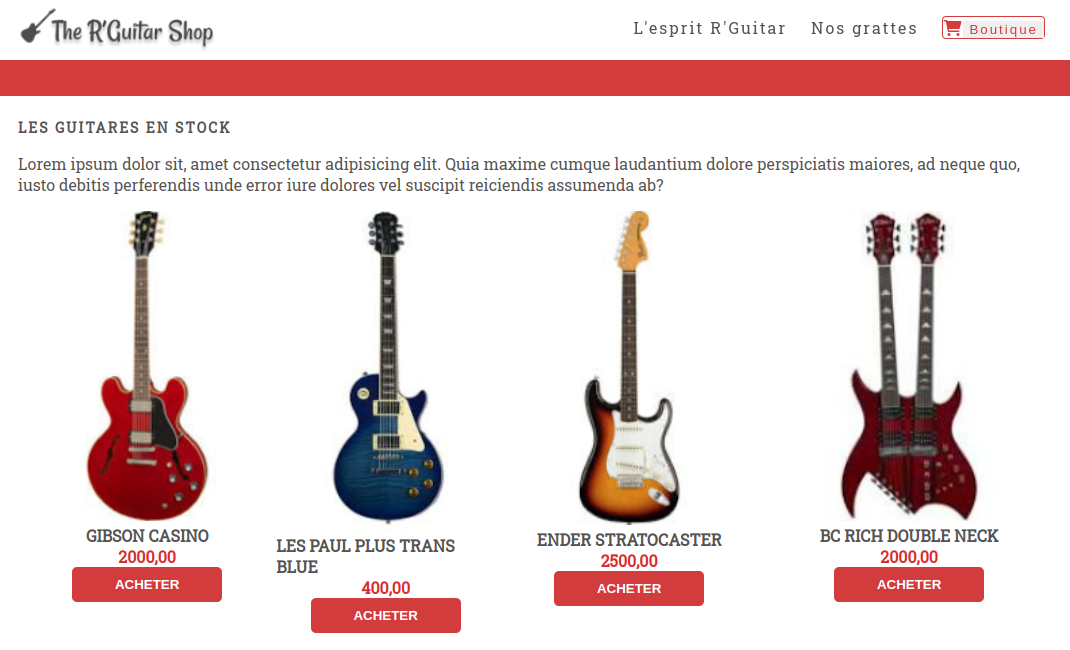 The R'Guitar Shop
L'esprit R'Guitar
Nos grattes
Boutique
LES GUITARES EN STOCK
Lorem ipsum dolor sit, amet consectetur adipisicing elit. Quia maxime cumque laudantium dolore perspiciatis maiores, ad neque quo,
iusto debitis perferendis unde error iure dolores vel suscipit reiciendis assumenda ab?
GIBSON CASINO
2000,00
ACHETER
LES PAUL PLUS TRANS
BLUE
400,00
ACHETER
ENDER STRATOCASTER
2500,00
ACHETER
BC RICH DOUBLE NECK
2000,00
ACHETER